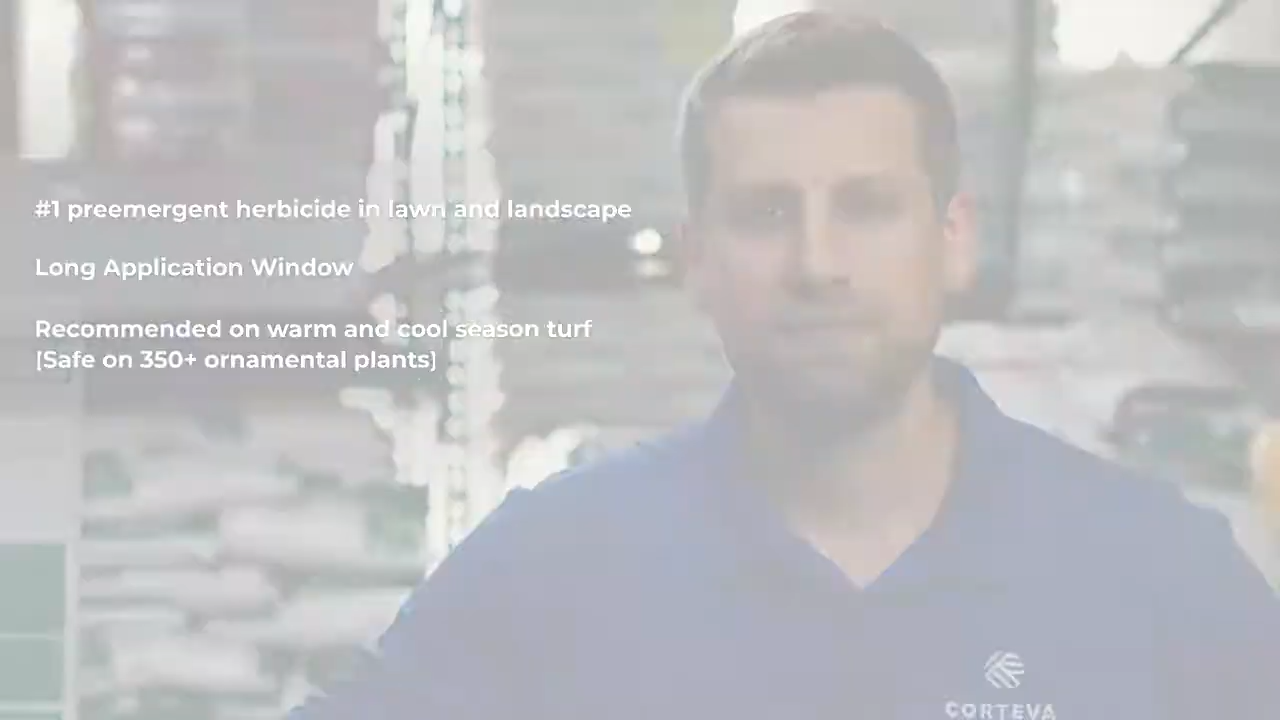 #1 preemergent herbicide in lawn and landscape
Long Application Window
Recommended on warm and cool season turf
[Safe on 350+ ornamental plants]
CORTEVA